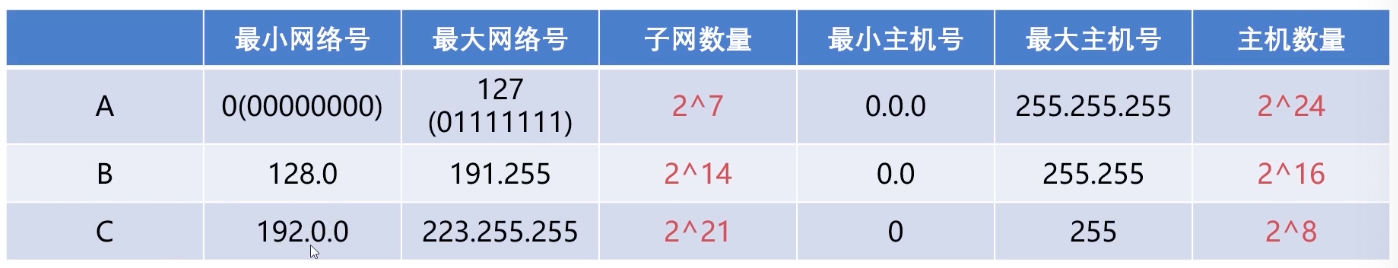 最小网络号 最大网络号 子网数量 最小主机号 最大主机号 主机数量
A 0(00000000) 127 (01111111) 2^7 0.0.0 255.255.255 2^24
B 128.0 191.255 2^14 0.0 255.255 2^16
C 192.0.0 223.255.255 2^21 0 255 2^8